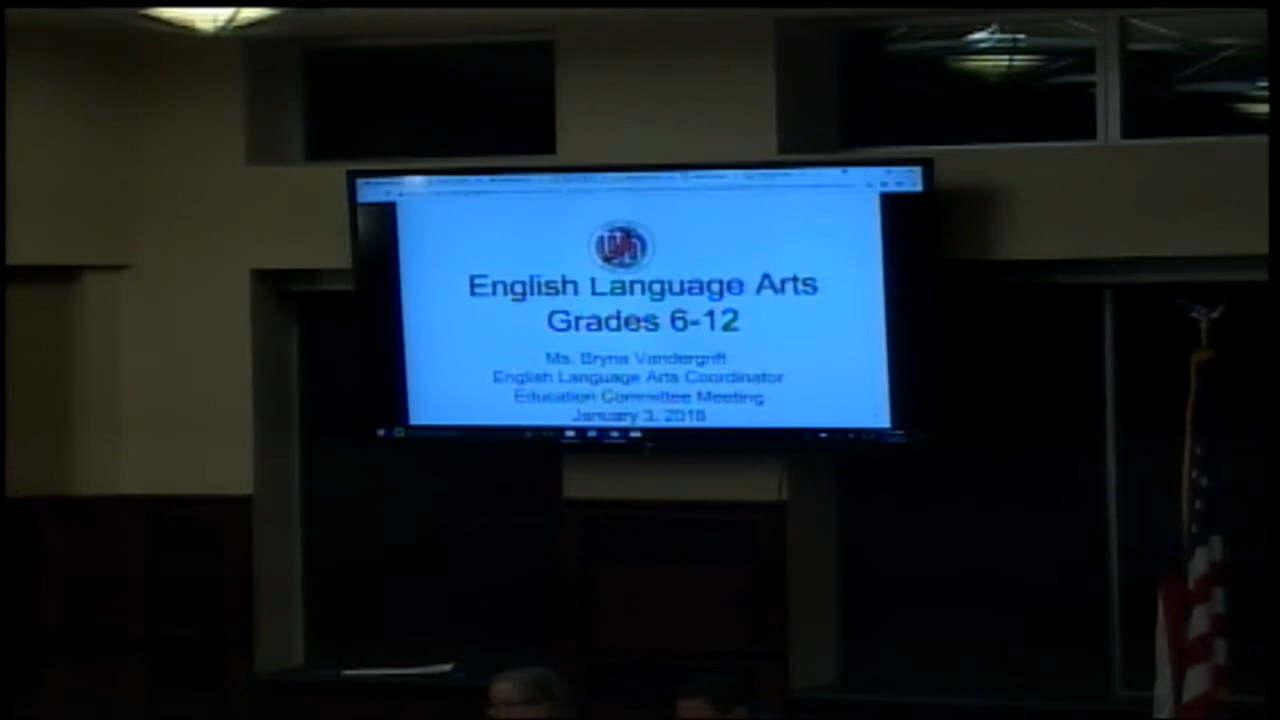 English Language Arts
Grades 6-12
Ms. Bryna Vandergrift
English Language Arts Coordinator
Education Committee Meeting
January 3, 2018